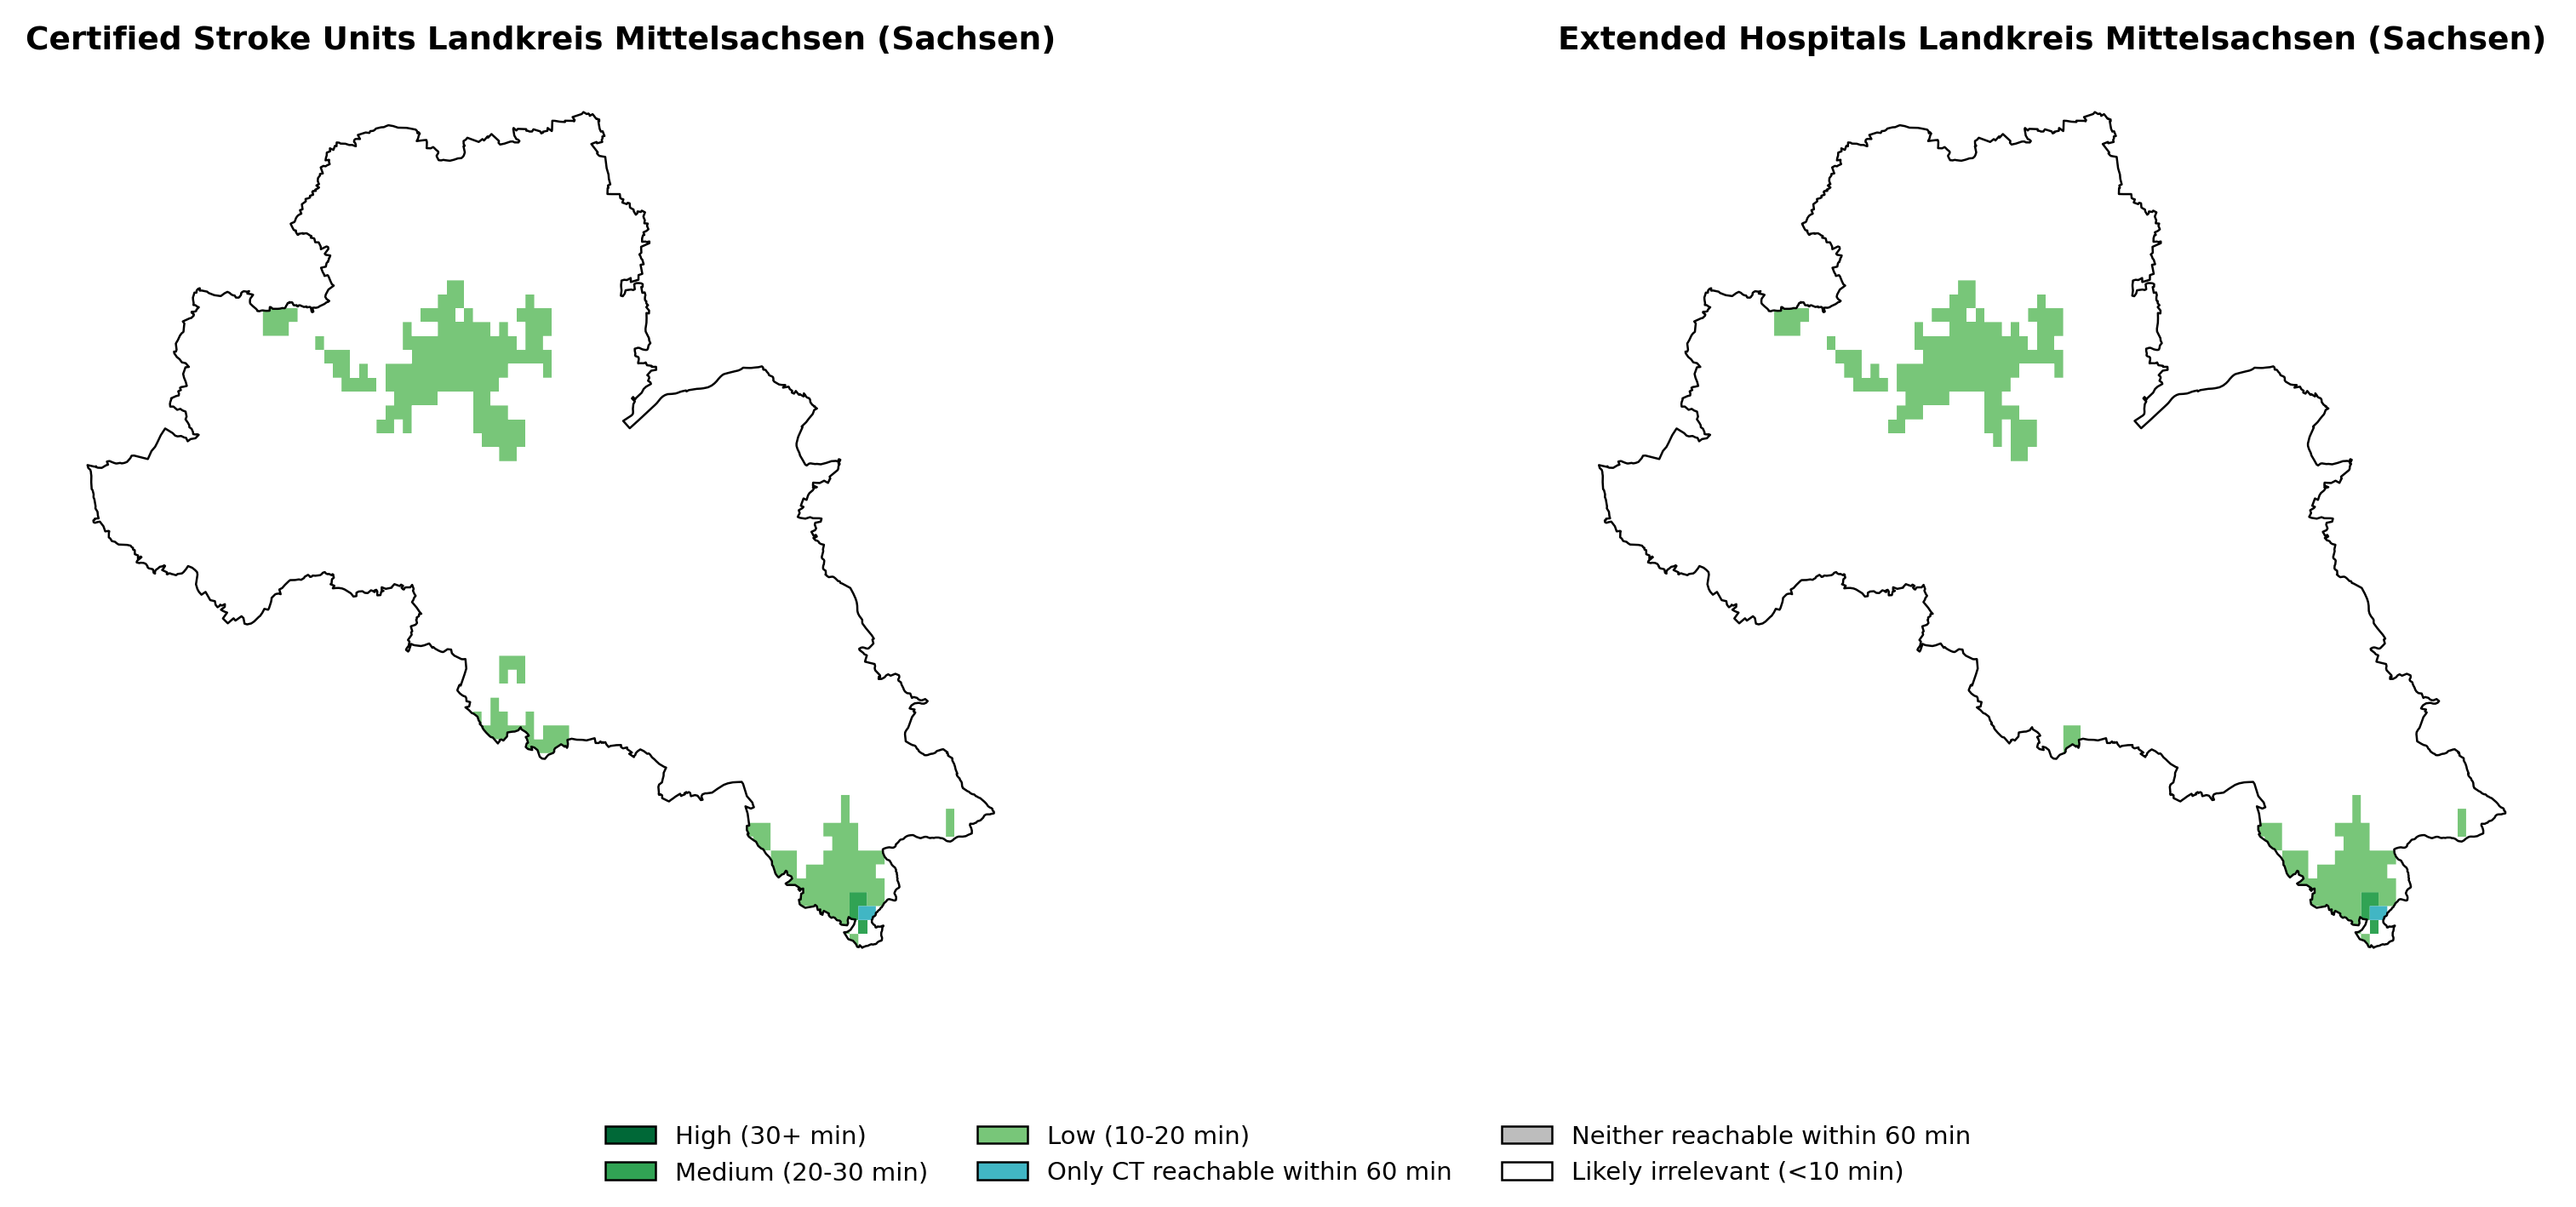 Certified Stroke Units Landkreis Mittelsachsen (Sachsen)
Extended Hospitals Landkreis Mittelsachsen (Sachsen)
High (30+ min)
Medium (20-30 min)
Low (10-20 min)
Only CT reachable within 60 min
Neither reachable within 60 min
Likely irrelevant (<10 min)